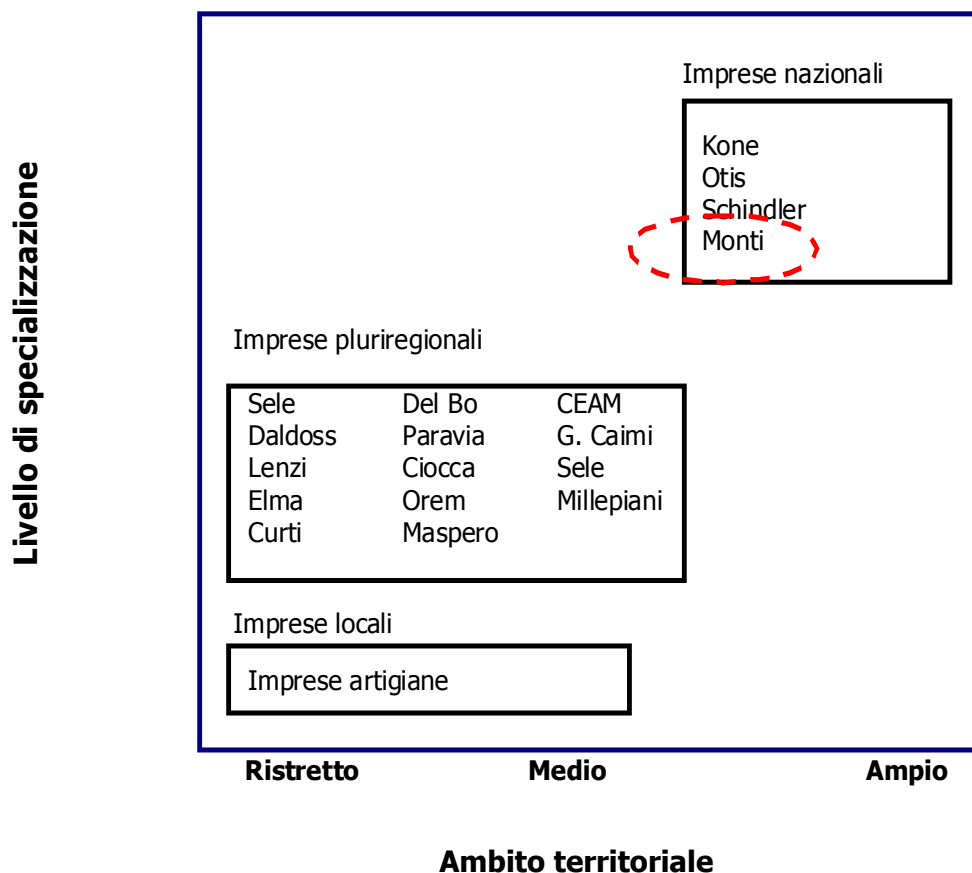 Livello di specializzazione
Imprese nazionali
Kone
Otis
Schindler
Monti
Imprese pluriregionali
Sele Del Bo CEAM
Daldoss Paravia G. Caimi
Lenzi Ciocca Sele
Elma Orem Millepiani
Curti Maspero
Imprese locali
Imprese artigiane
Ristretto Medio Ampio
Ambito territoriale